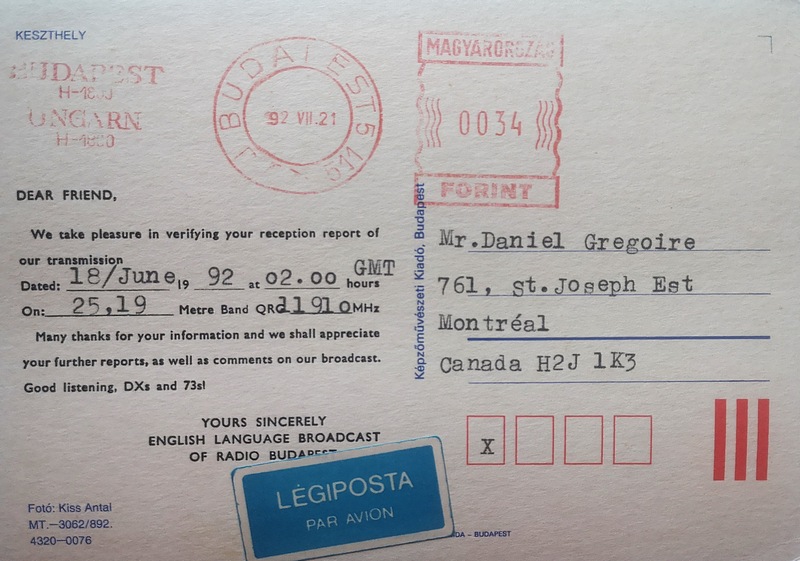 KESZTHELY
BUDAPEST
UNGARN
BUDAPEST 5
92 VII.21
MAGYARORSZÁG
0034
FORINT
DEAR FRIEND,
We take pleasure in verifying your reception report of
our transmission
Dated: 18/June, 19 92 at 02.00 GMT hours
On: 25,19 Metre Band QRG 11910 MHz
Many thanks for your information and we shall appreciate
your further reports, as well as comments on our broadcast.
Good listening, DXs and 73s!
YOURS SINCERELY
ENGLISH LANGUAGE BROADCAST
OF RADIO BUDAPEST
LÉGIPOSTA
PAR AVION
Fotó: Kiss Antal
MT.—3062/892.
4320—0076
Képzőművészeti Kiadó, Budapest
Mr.Daniel Gregoire
761, st.Joseph Est
Montréal
Canada H2J 1K3
X
– BUDAPEST